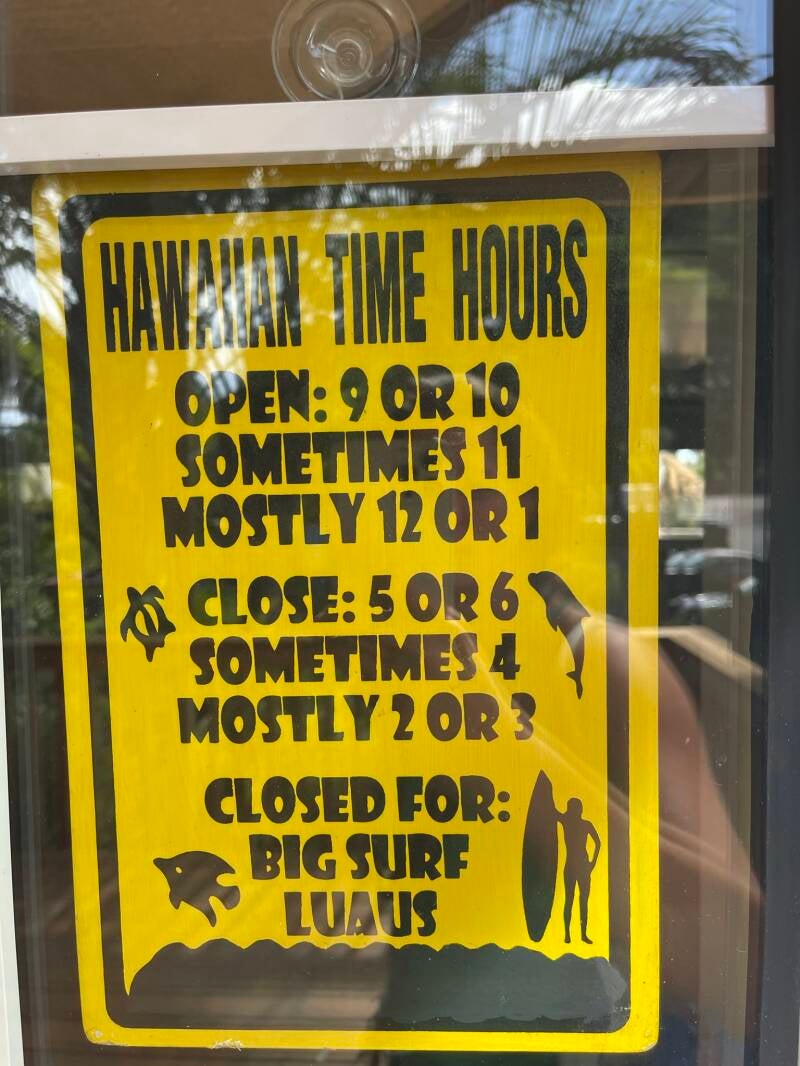 HAWAIIAN TIME HOURS
OPEN: 9 OR 10
SOMETIMES 11
MOSTLY 12 OR 1
CLOSE: 5 OR 6
SOMETIMES 4
MOSTLY 2 OR 3
CLOSED FOR:
BIG SURF
LUAUS